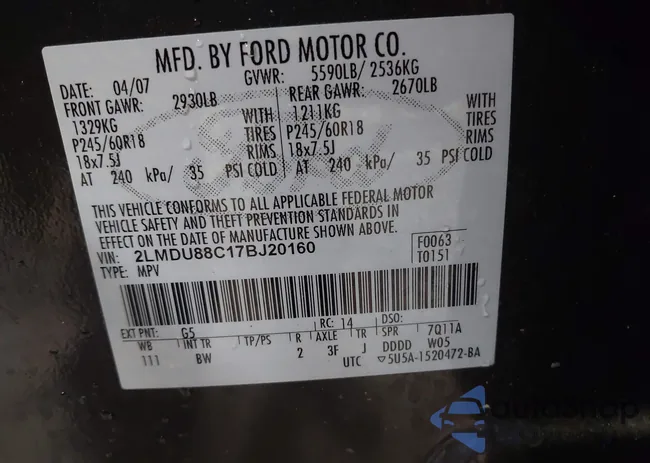 MFD. BY FORD MOTOR CO.
DATE: 04/07 GVWR: 5590LB/ 2536KG
FRONT GAWR: 2930LB REAR GAWR: 2670LB
1329KG WITH 1211KG WITH
P245/60R18 TIRES P245/60R18 TIRES
18x7.5J RIMS 18x7.5J RIMS
AT 240 kPa/ 35 PSI COLD AT 240 kPa/ 35 PSI COLD
THIS VEHICLE CONFORMS TO ALL APPLICABLE FEDERAL MOTOR
VEHICLE SAFETY AND THEFT PREVENTION STANDARDS IN
EFFECT ON THE DATE OF MANUFACTURE SHOWN ABOVE.
VIN: 2LMDU88C17BJ20160 F0063
TYPE: MPV T0151
EXT PNT: G5 RC: 14 DSO:
WB INT TR TP/PS R AXLE TR SPR 7Q11A
111 BW 2 3F J DDDD W05
UTC ▽5U5A-1520472-BA
AutoShop